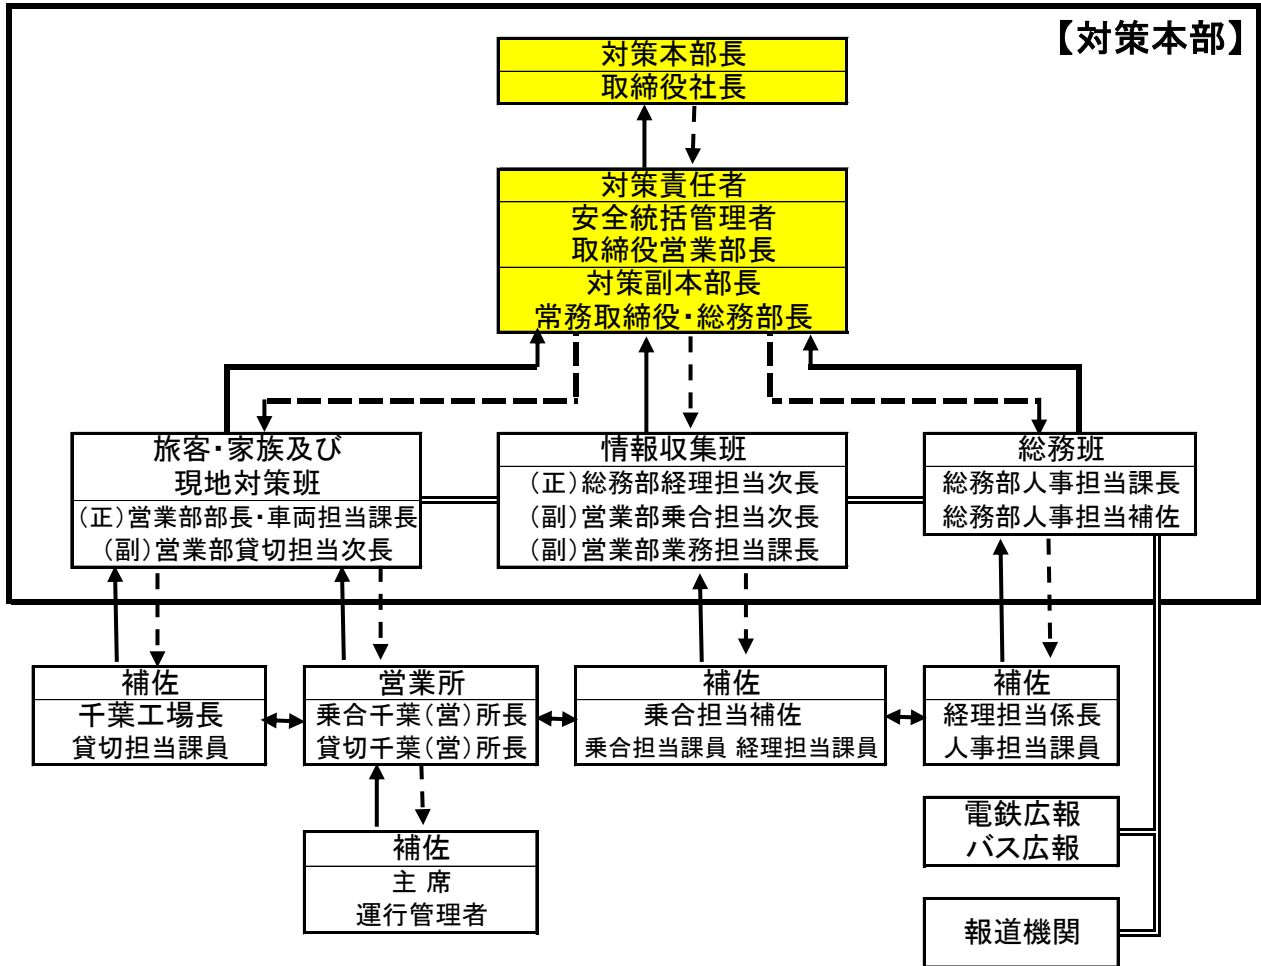 【対策本部】
対策本部長
取締役社長
対策責任者
安全統括管理者
取締役営業部長
対策副本部長
常務取締役・総務部長
旅客・家族及び
現地対策班
(正)営業部部長・車両担当課長
(副)営業部貸切担当次長
情報収集班
(正)総務部経理担当次長
(副)営業部乗合担当次長
(副)営業部業務担当課長
総務班
総務部人事担当課長
総務部人事担当補佐
補佐
千葉工場長
貸切担当課員
営業所
乗合千葉(営)所長
貸切千葉(営)所長
補佐
乗合担当補佐
乗合担当課員 経理担当課員
補佐
経理担当係長
人事担当課員
補佐
主 席
運行管理者
電鉄広報
バス広報
報道機関